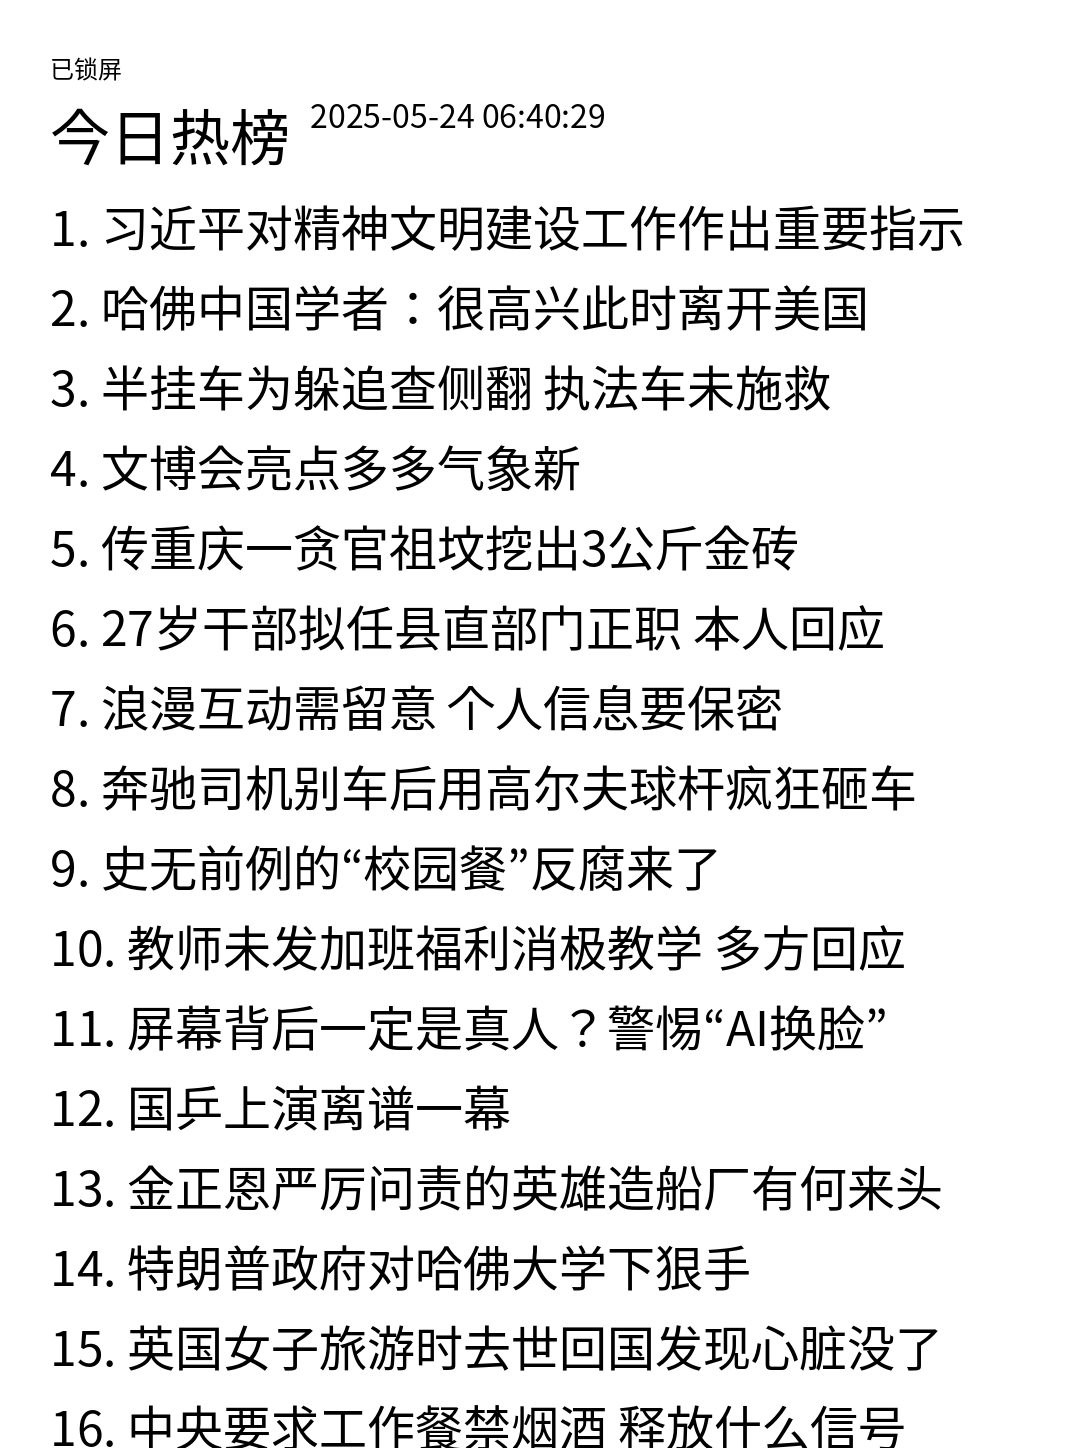 已锁屏
今日热榜 2025-05-24 06:40:29
1. 习近平对精神文明建设工作作出重要指示
2. 哈佛中国学者：很高兴此时离开美国
3. 半挂车为躲追查侧翻 执法车未施救
4. 文博会亮点多多气象新
5. 传重庆一贪官祖坟挖出3公斤金砖
6. 27岁干部拟任县直部门正职 本人回应
7. 浪漫互动需留意 个人信息要保密
8. 奔驰司机别车后用高尔夫球杆疯狂砸车
9. 史无前例的“校园餐”反腐来了
10. 教师未发加班福利消极教学 多方回应
11. 屏幕背后一定是真人？警惕“AI换脸”
12. 国乒上演离谱一幕
13. 金正恩严厉问责的英雄造船厂有何来头
14. 特朗普政府对哈佛大学下狠手
15. 英国女子旅游时去世回国发现心脏没了
16. 中央要求工作餐禁烟酒 释放什么信号